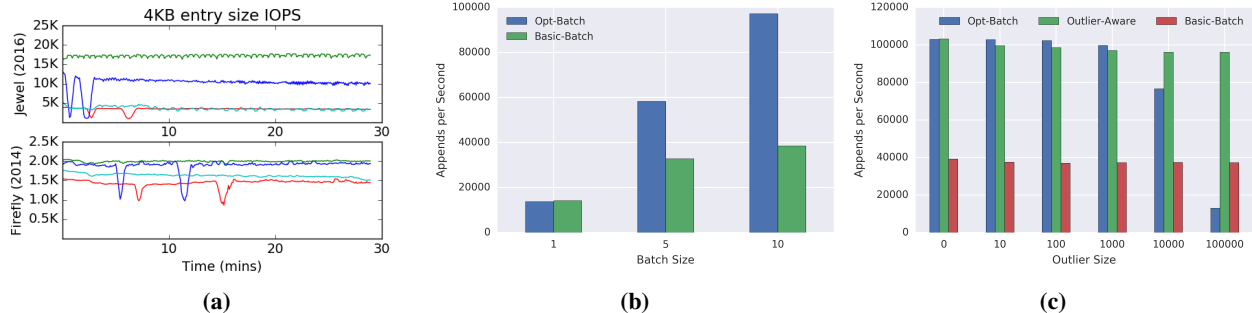 4KB entry size IOPS
Jewel (2016)
25K
20K
15K
10K
5K
10 20 30
Firefly (2014)
2.5K
2.0K
1.5K
1.0K
0.5K
10 20 30
Time (mins)
(a)
Appends per Second
100000
80000
60000
40000
20000
0
Opt-Batch
Basic-Batch
1 5 10
Batch Size
(b)
Appends per Second
120000
100000
80000
60000
40000
20000
0
Opt-Batch Outlier-Aware Basic-Batch
0 10 100 1000 10000 100000
Outlier Size
(c)